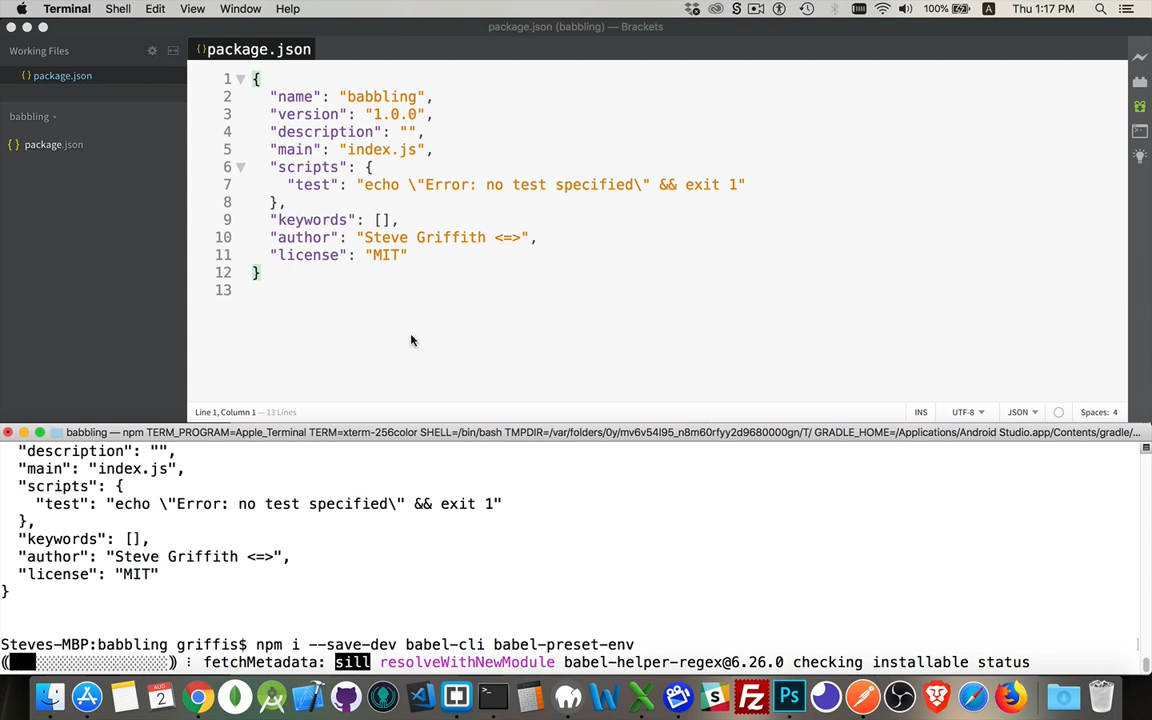 Terminal Shell Edit View Window Help 100% Thu 1:17 PM
package.json (babbling) — Brackets
Working Files
package.json
{} package.json
babbling
{} package.json
1 {
2 "name": "babbling",
3 "version": "1.0.0",
4 "description": "",
5 "main": "index.js",
6 "scripts": {
7 "test": "echo \"Error: no test specified\" && exit 1"
8 },
9 "keywords": [],
10 "author": "Steve Griffith <=>",
11 "license": "MIT"
12 }
13
Line 1, Column 1 — 13 Lines INS UTF-8 JSON Spaces: 4
babbling — npm TERM_PROGRAM=Apple_Terminal TERM=xterm-256color SHELL=/bin/bash TMPDIR=/var/folders/0y/mv6v54l95_n8m60rfyy2d9680000gn/T/ GRADLE_HOME=/Applications/Android Studio.app/Contents/gradle/...
"description": "",
"main": "index.js",
"scripts": {
"test": "echo \"Error: no test specified\" && exit 1"
},
"keywords": [],
"author": "Steve Griffith <=>",
"license": "MIT"
}
Steves-MBP:babbling griffis$ npm i --save-dev babel-cli babel-preset-env
fetchMetadata: sill resolveWithNewModule babel-helper-regex@6.26.0 checking installable status